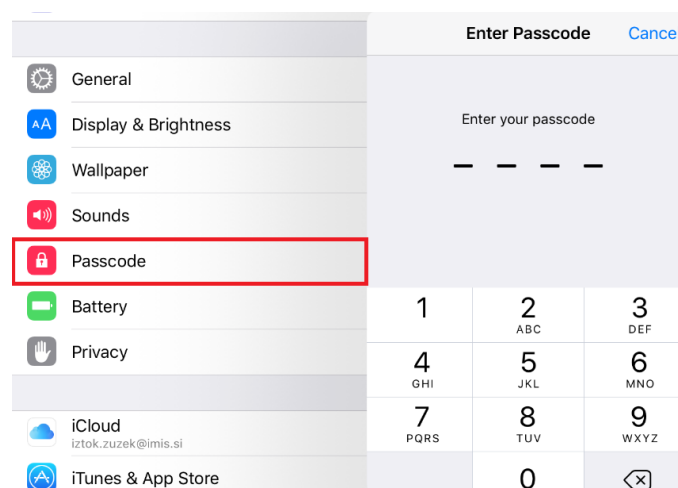 Enter Passcode
Cance
General
Display & Brightness
Wallpaper
Sounds
Passcode
Battery
Privacy
iCloud
iztok.zuzek@imis.si
iTunes & App Store
Enter your passcode
1
2
ABC
3
DEF
4
GHI
5
JKL
6
MNO
7
PQRS
8
TUV
9
WXYZ
0